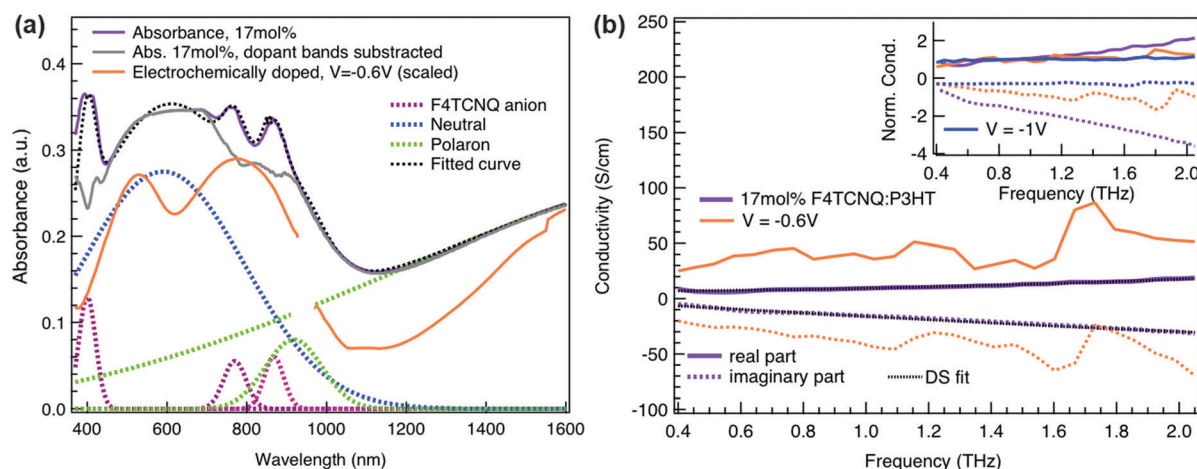 (a)
Absorbance, 17mol%
Abs. 17mol%, dopant bands substracted
Electrochemically doped, V=-0.6V (scaled)
F4TCNQ anion
Neutral
Polaron
Fitted curve
0.4
0.3
0.2
0.1
0.0
Absorbance (a.u.)
400 600 800 1000 1200 1400 1600
Wavelength (nm)
(b)
250
200
150
100
50
0
-50
-100
Conductivity (S/cm)
2
0
-2
-4
Norm. Cond.
V = -1V
0.4 0.8 1.2 1.6 2.0
Frequency (THz)
17mol% F4TCNQ:P3HT
V = -0.6V
real part
imaginary part
DS fit
0.4 0.6 0.8 1.0 1.2 1.4 1.6 1.8 2.0
Frequency (THz)